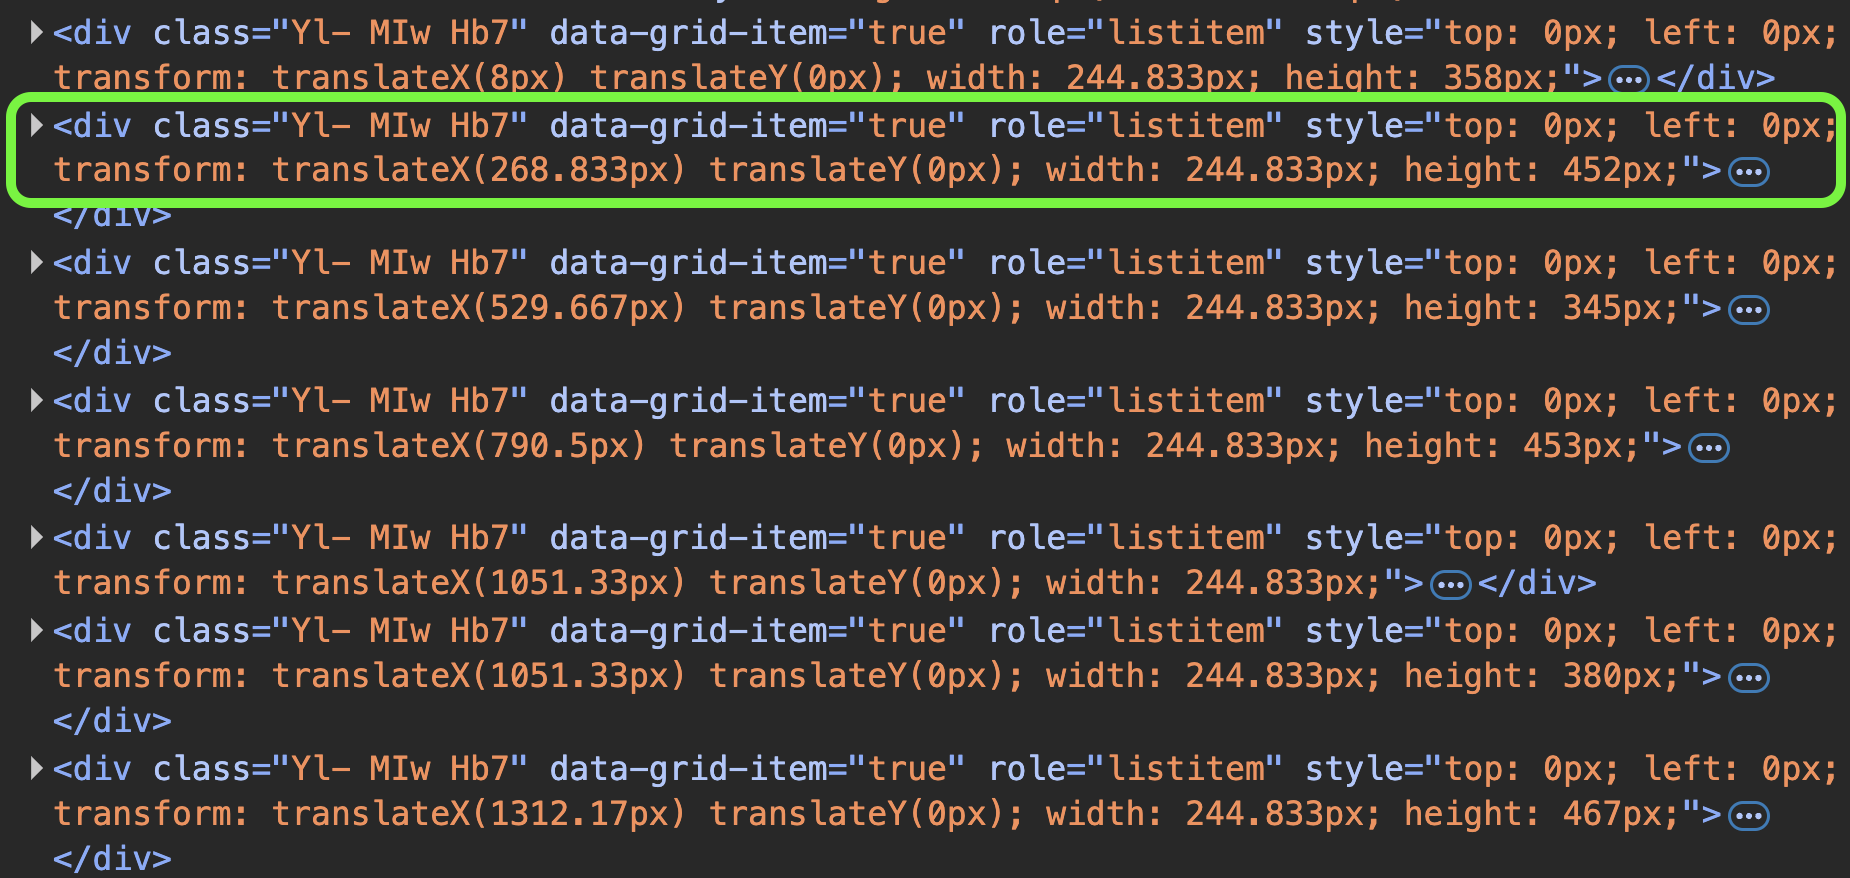 <div class="Yl- MIw Hb7" data-grid-item="true" role="listitem" style="top: 0px; left: 0px;
transform: translateX(8px) translateY(0px); width: 244.833px; height: 358px;">…</div>
<div class="Yl- MIw Hb7" data-grid-item="true" role="listitem" style="top: 0px; left: 0px;
transform: translateX(268.833px) translateY(0px); width: 244.833px; height: 452px;">…
</div>
<div class="Yl- MIw Hb7" data-grid-item="true" role="listitem" style="top: 0px; left: 0px;
transform: translateX(529.667px) translateY(0px); width: 244.833px; height: 345px;">…
</div>
<div class="Yl- MIw Hb7" data-grid-item="true" role="listitem" style="top: 0px; left: 0px;
transform: translateX(790.5px) translateY(0px); width: 244.833px; height: 453px;">…
</div>
<div class="Yl- MIw Hb7" data-grid-item="true" role="listitem" style="top: 0px; left: 0px;
transform: translateX(1051.33px) translateY(0px); width: 244.833px;">…</div>
<div class="Yl- MIw Hb7" data-grid-item="true" role="listitem" style="top: 0px; left: 0px;
transform: translateX(1051.33px) translateY(0px); width: 244.833px; height: 380px;">…
</div>
<div class="Yl- MIw Hb7" data-grid-item="true" role="listitem" style="top: 0px; left: 0px;
transform: translateX(1312.17px) translateY(0px); width: 244.833px; height: 467px;">…
</div>